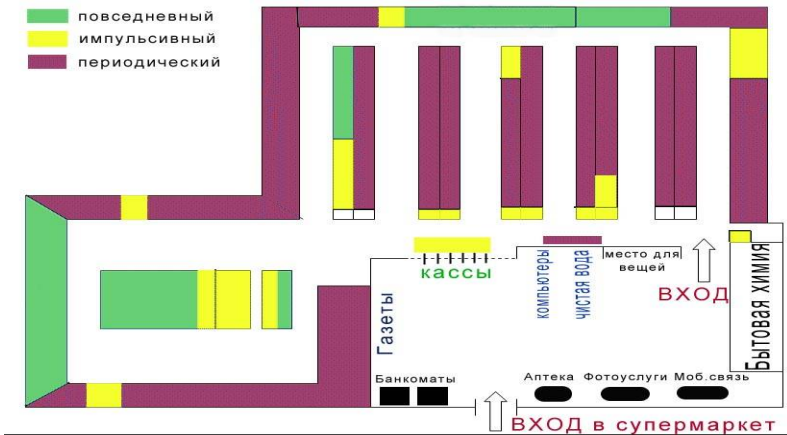 повседневный
импульсивный
периодический
место для
вещей
кассы
компьютеры
чистая вода
ВХОД
Бытовая химия
Газеты
Банкоматы
Аптека Фотоуслуги Моб.связь
ВХОД в супермаркет